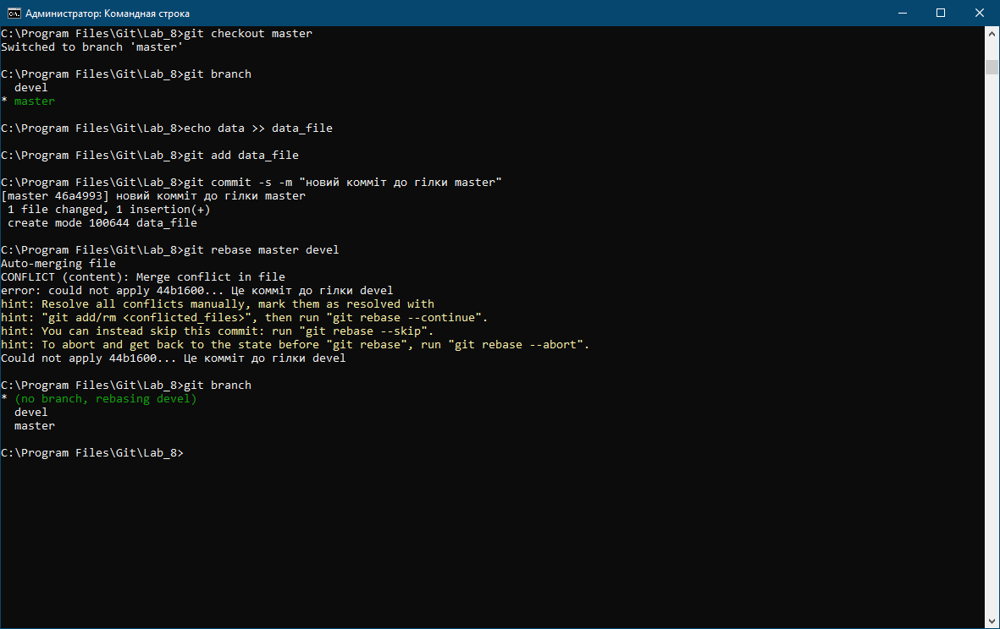 Администратор: Командная строка
C:\Program Files\Git\Lab_8>git checkout master
Switched to branch 'master'
C:\Program Files\Git\Lab_8>git branch
  devel
* master
C:\Program Files\Git\Lab_8>echo data >> data_file
C:\Program Files\Git\Lab_8>git add data_file
C:\Program Files\Git\Lab_8>git commit -s -m "новий комміт до гілки master"
[master 46a4993] новий комміт до гілки master
 1 file changed, 1 insertion(+)
 create mode 100644 data_file
C:\Program Files\Git\Lab_8>git rebase master devel
Auto-merging file
CONFLICT (content): Merge conflict in file
error: could not apply 44b1600... Це комміт до гілки devel
hint: Resolve all conflicts manually, mark them as resolved with
hint: "git add/rm <conflicted_files>", then run "git rebase --continue".
hint: You can instead skip this commit: run "git rebase --skip".
hint: To abort and get back to the state before "git rebase", run "git rebase --abort".
Could not apply 44b1600... Це комміт до гілки devel
C:\Program Files\Git\Lab_8>git branch
* (no branch, rebasing devel)
  devel
  master
C:\Program Files\Git\Lab_8>